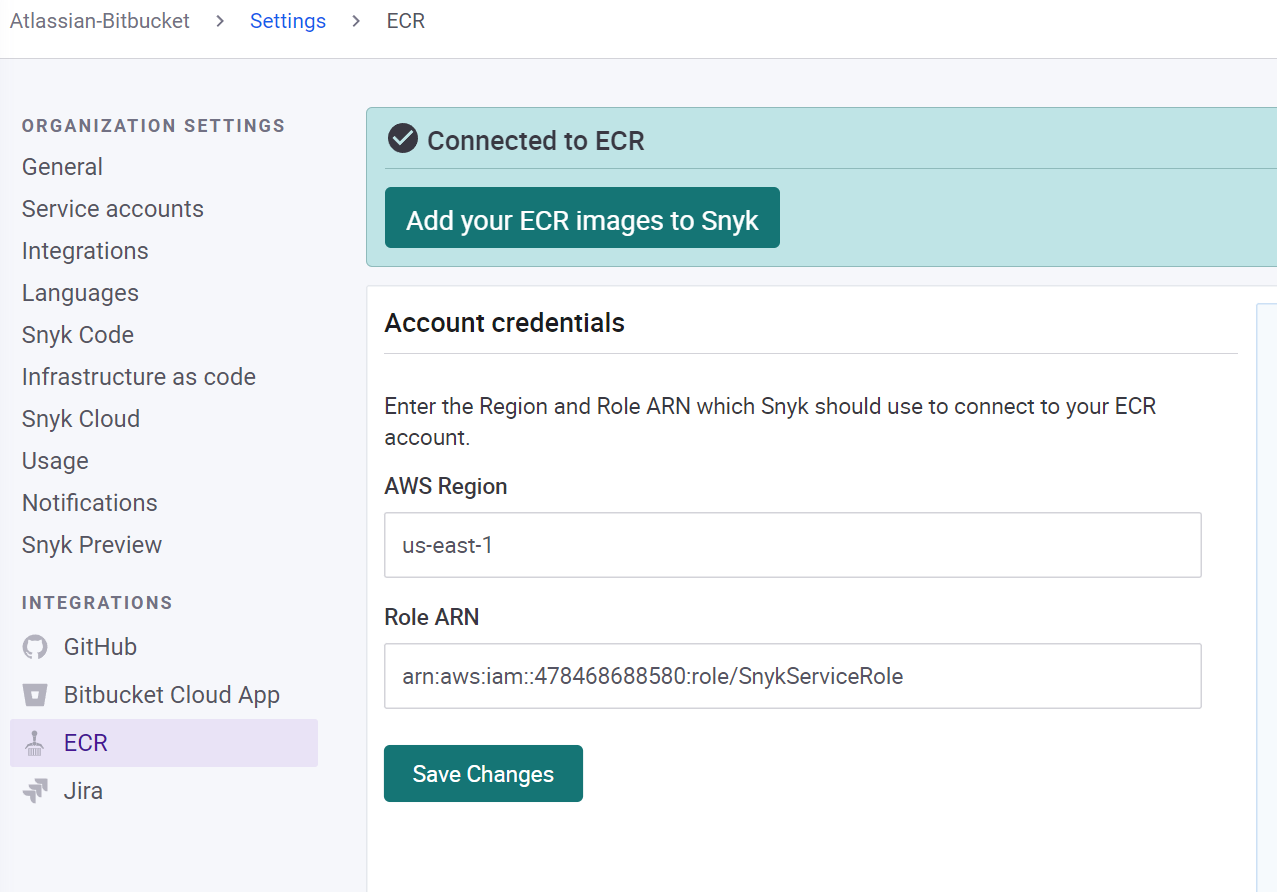 Atlassian-Bitbucket > Settings > ECR
ORGANIZATION SETTINGS
General
Service accounts
Integrations
Languages
Snyk Code
Infrastructure as code
Snyk Cloud
Usage
Notifications
Snyk Preview
INTEGRATIONS
GitHub
Bitbucket Cloud App
ECR
Jira
Connected to ECR
Add your ECR images to Snyk
Account credentials
Enter the Region and Role ARN which Snyk should use to connect to your ECR
account.
AWS Region
us-east-1
Role ARN
arn:aws:iam::478468688580:role/SnykServiceRole
Save Changes